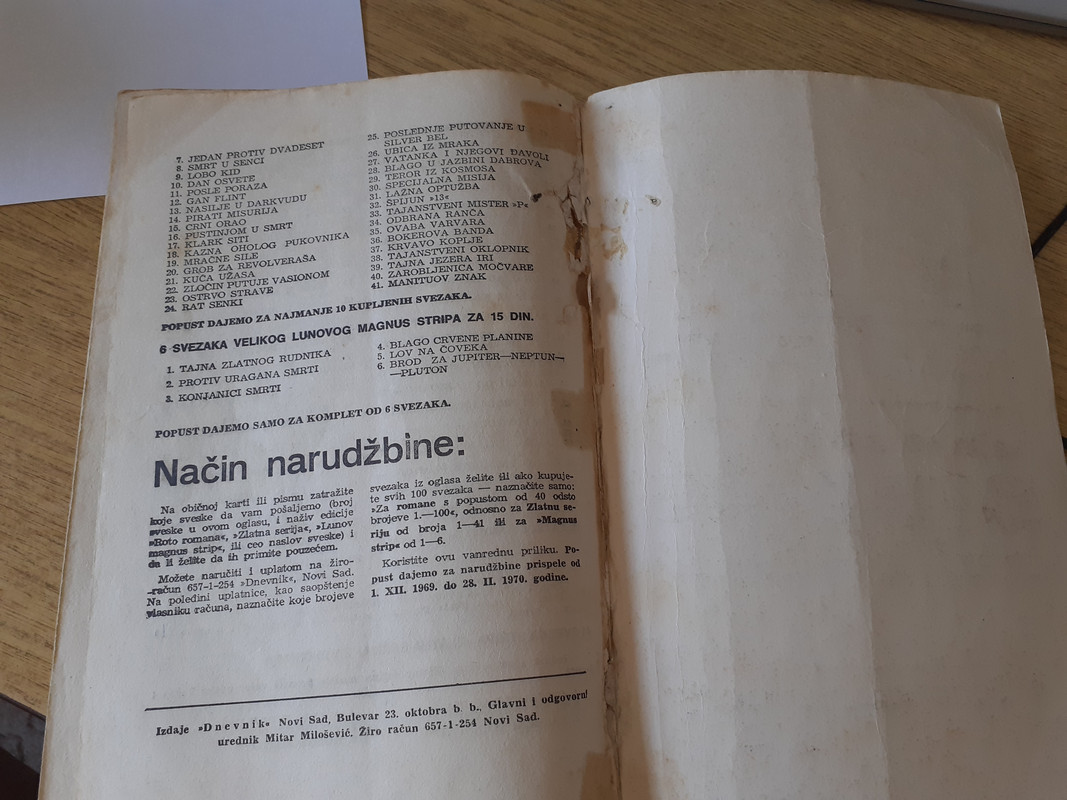 7. JEDAN PROTIV DVADESET
8. SMRT U SENCI
9. LOBO KID
10. DAN OSVETE
11. POSLE PORAZA
12. GAN FLINT
13. NASILJE U DARKVUDU
14. PIRATI MISURIJA
15. CRNI ORAO
16. PUSTINJOM U SMRT
17. KLARK SITI
18. KAZNA OHOLOG PUKOVNIKA
19. MRAČNE SILE
20. GROB ZA REVOLVERAŠA
21. KUĆA UŽASA
22. ZLOČIN PUTUJE VASIONOM
23. OSTRVO STRAVE
24. RAT SENKI
25. POSLEDNJE PUTOVANJE U
SILVER BEL
26. UBICA IZ MRAKA
27. VATANKA I NJEGOVI ĐAVOLI
28. BLAGO U JAZBINI DABROVA
29. TEROR IZ KOSMOSA
30. SPECIJALNA MISIJA
31. LAŽNA OPTUŽBA
32. ŠPIJUN »13«
33. TAJANSTVENI MISTER »P«
34. ODBRANA RANČA
35. OVABA VARVARA
36. BOKEROVA BANDA
37. KRVAVO KOPLJE
38. TAJANSTVENI OKLOPNIK
39. TAJNA JEZERA IRI
40. ZAROBLJENICA MOČVARE
41. MANITUOV ZNAK
POPUST DAJEMO ZA NAJMANJE 10 KUPLJENIH SVEZAKA.
6 SVEZAKA VELIKOG LUNOVOG MAGNUS STRIPA ZA 15 DIN.
1. TAJNA ZLATNOG RUDNIKA
2. PROTIV URAGANA SMRTI
3. KONJANICI SMRTI
4. BLAGO CRVENE PLANINE
5. LOV NA ČOVEKA
6. BROD ZA JUPITER—NEPTUN—
—PLUTON
POPUST DAJEMO SAMO ZA KOMPLET OD 6 SVEZAKA.
Način narudžbine:
Na običnoj karti ili pismu zatražite
koje sveske da vam pošaljemo (broj
sveske u ovom oglasu, i naživ edicije
»Roto romana«, »Zlatna serija«, »Lunov
magnus strip«, ili ceo naslov sveske) i
da li želite da ih primite pouzećem.
Možete naručiti i uplatom na žiro-
-račun 657-1-254 »Dnevnik«, Novi Sad.
Na poleđini uplatnice, kao saopštenje
vlasniku računa, naznačite koje brojeve
svezaka iz oglasa želite ili ako kupuje-
te svih 100 svezaka — naznačite samo:
»Za romane s popustom od 40 odsto
brojeve 1.—100«, odnosno za Zlatnu se-
riju od broja 1—41 ili za »Magnus
strip« od 1—6.
Koristite ovu vanrednu priliku. Po-
pust dajemo za narudžbine prispele od
1. XII. 1969. do 28. II. 1970. godine.
Izdaje »Dnevnik« Novi Sad, Bulevar 23. oktobra b. b., Glavni i odgovorni
urednik Mitar Milošević. Žiro račun 657-1-254 Novi Sad.